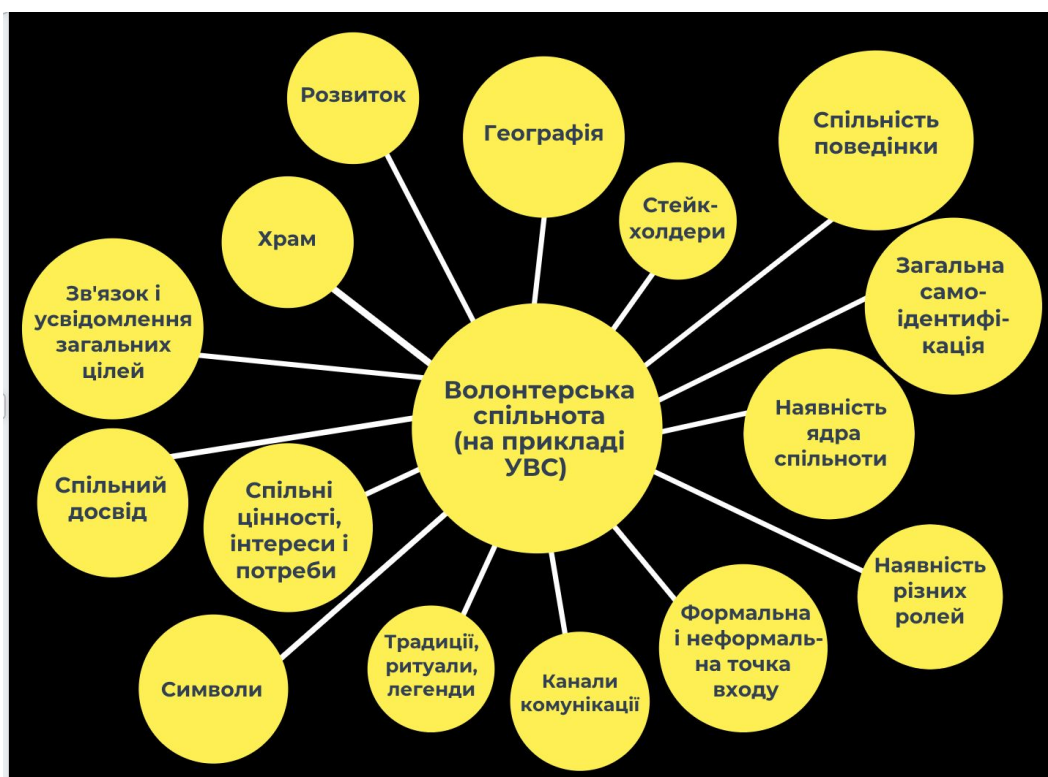 Розвиток
Географія
Спільність
поведінки
Стейк-
холдери
Храм
Загальна
само-
ідентифі-
кація
Зв'язок і
усвідомлення
загальних
цілей
Волонтерська
спільнота
(на прикладі
УВС)
Наявність
ядра
спільноти
Спільний
досвід
Спільні
цінності,
інтереси і
потреби
Наявність
різних
ролей
Символи
Традиції,
ритуали,
легенди
Канали
комунікації
Формальна
і неформаль-
на точка
входу